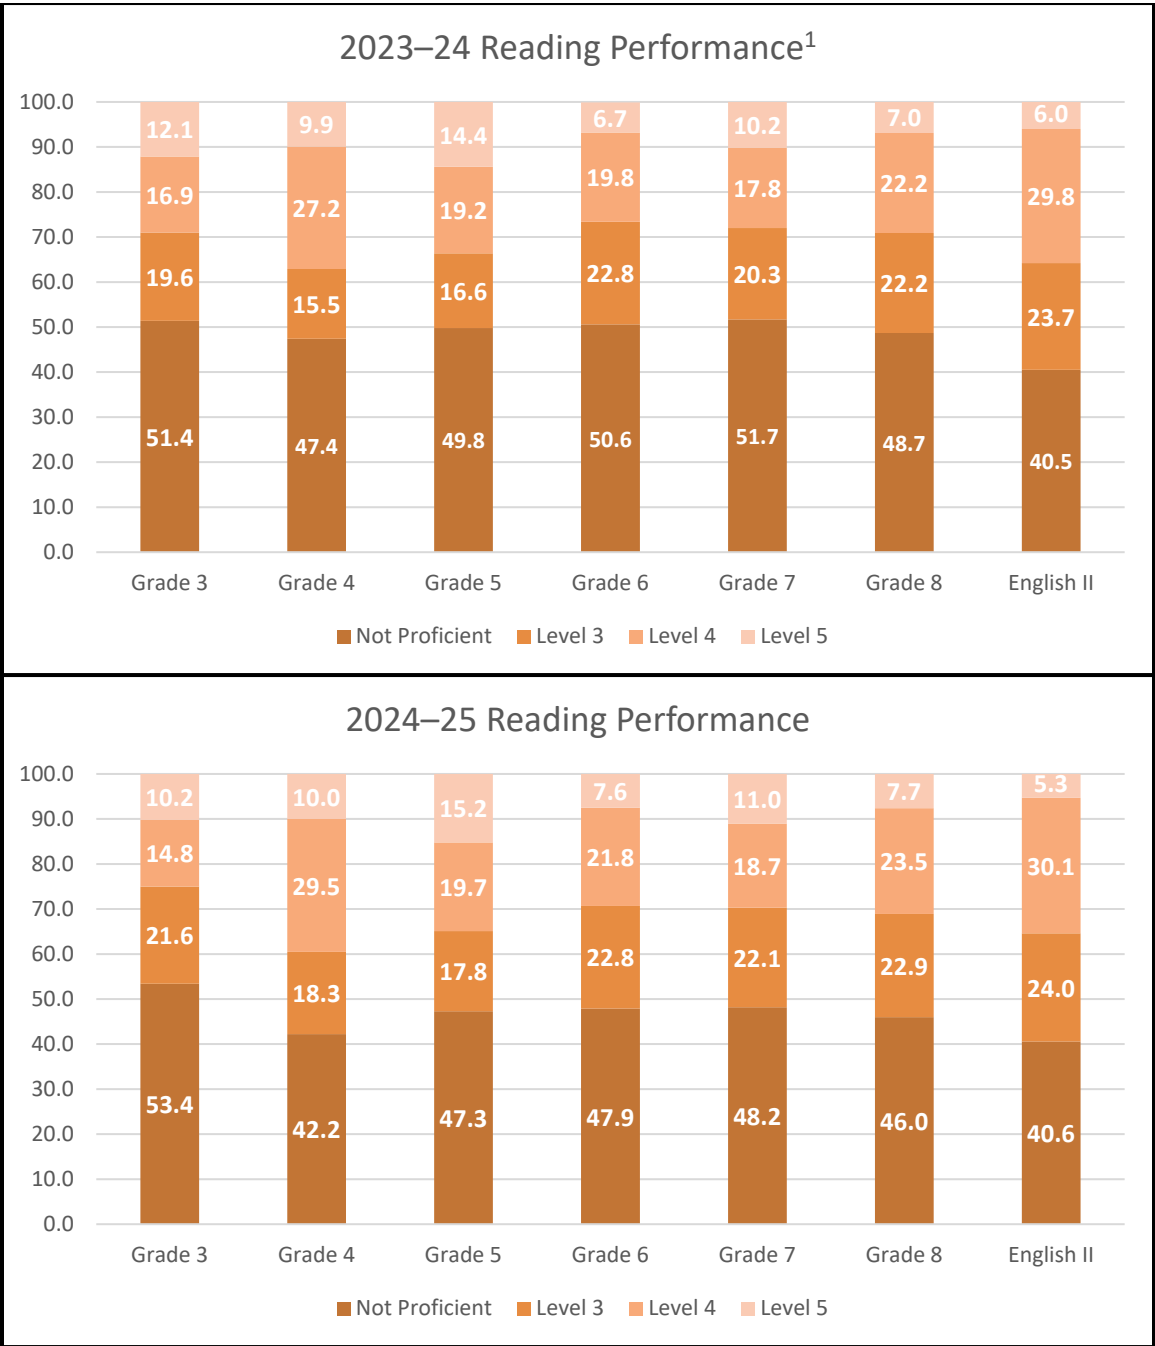 2023–24 Reading Performance¹
100.0
90.0
80.0
70.0
60.0
50.0
40.0
30.0
20.0
10.0
0.0
12.1 9.9 14.4 6.7 10.2 7.0 6.0
16.9 27.2 19.2 19.8 17.8 22.2 29.8
19.6 15.5 16.6 22.8 20.3 22.2 23.7
51.4 47.4 49.8 50.6 51.7 48.7 40.5
Grade 3 Grade 4 Grade 5 Grade 6 Grade 7 Grade 8 English II
Not Proficient Level 3 Level 4 Level 5
2024–25 Reading Performance
100.0
90.0
80.0
70.0
60.0
50.0
40.0
30.0
20.0
10.0
0.0
10.2 10.0 15.2 7.6 11.0 7.7 5.3
14.8 29.5 19.7 21.8 18.7 23.5 30.1
21.6 18.3 17.8 22.8 22.1 22.9 24.0
53.4 42.2 47.3 47.9 48.2 46.0 40.6
Grade 3 Grade 4 Grade 5 Grade 6 Grade 7 Grade 8 English II
Not Proficient Level 3 Level 4 Level 5